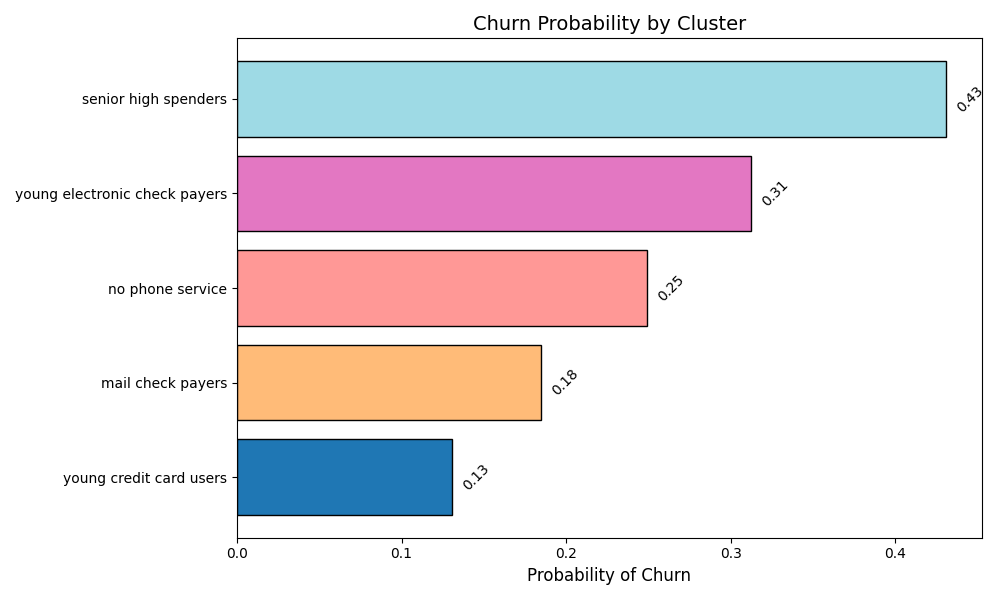 Churn Probability by Cluster
senior high spenders
0.43
young electronic check payers
0.31
no phone service
0.25
mail check payers
0.18
young credit card users
0.13
0.0 0.1 0.2 0.3 0.4
Probability of Churn